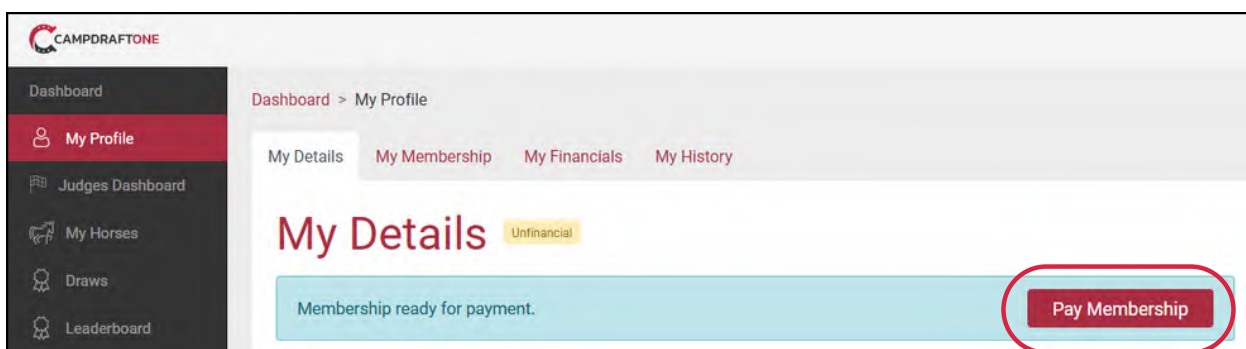 CAMPDRAFTONE
Dashboard
My Profile
Judges Dashboard
My Horses
Draws
Leaderboard
Dashboard > My Profile
My Details My Membership My Financials My History
My Details Unfinancial
Membership ready for payment. Pay Membership